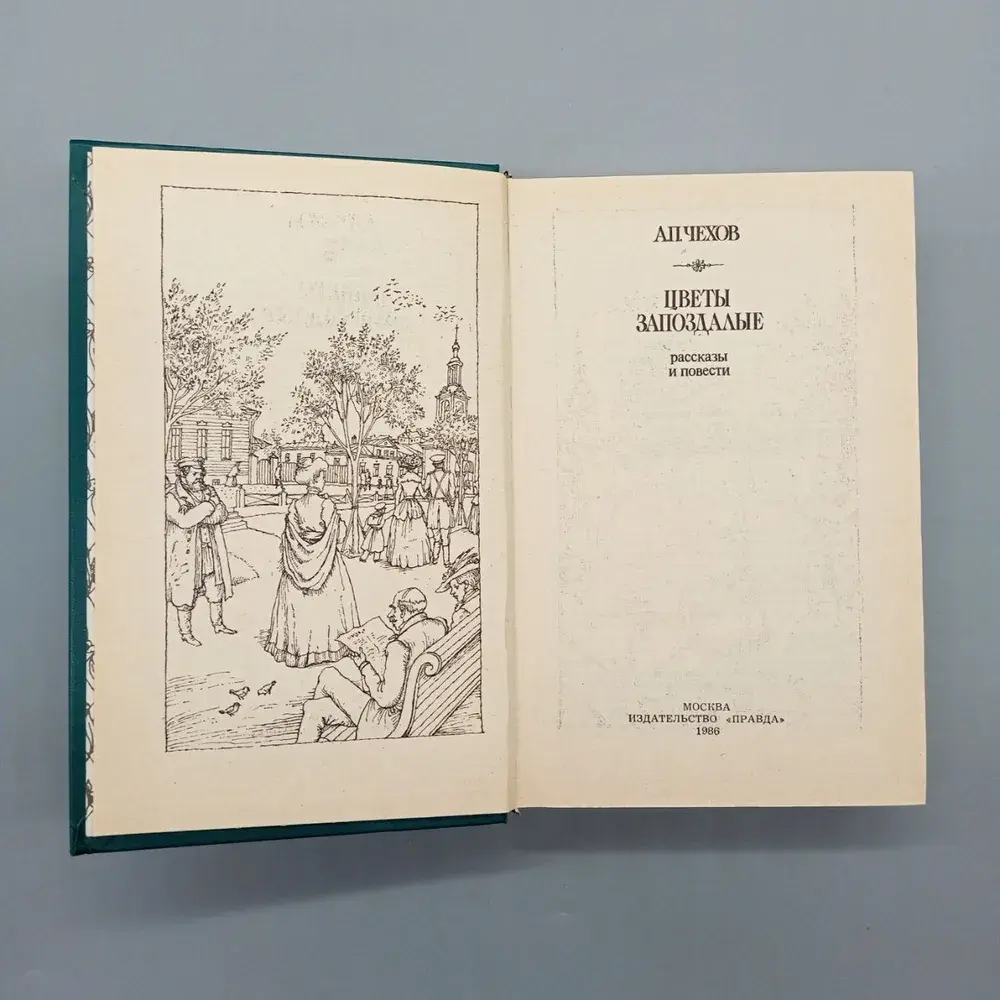 А.П.ЧЕХОВ
ЦВЕТЫ
ЗАПОЗДАЛЫЕ
рассказы
и повести
МОСКВА
ИЗДАТЕЛЬСТВО «ПРАВДА»
1986